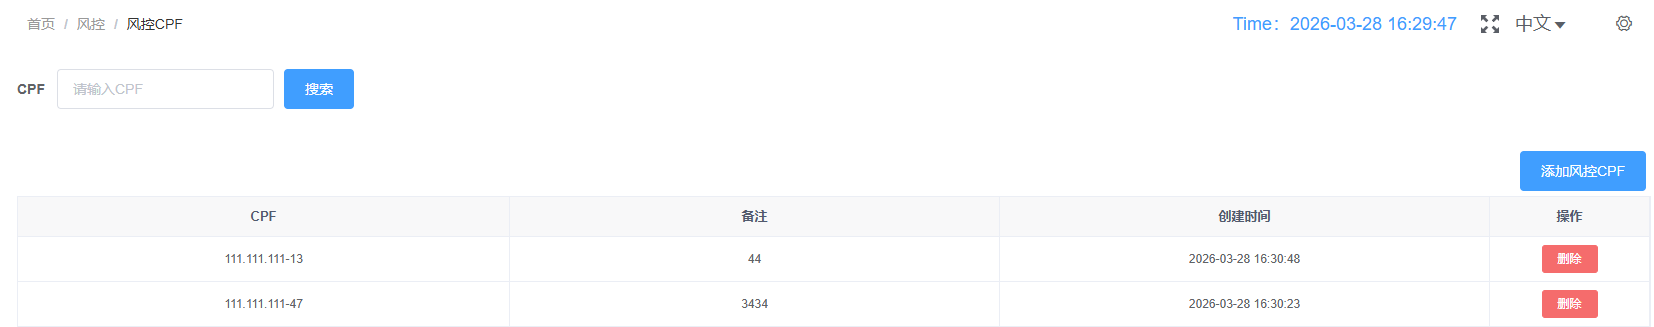 首页 / 风控 / 风控CPF
Time：2026-03-28 16:29:47 中文
CPF 请输入CPF 搜索
添加风控CPF
CPF 备注 创建时间 操作
111.111.111-13 44 2026-03-28 16:30:48 删除
111.111.111-47 3434 2026-03-28 16:30:23 删除